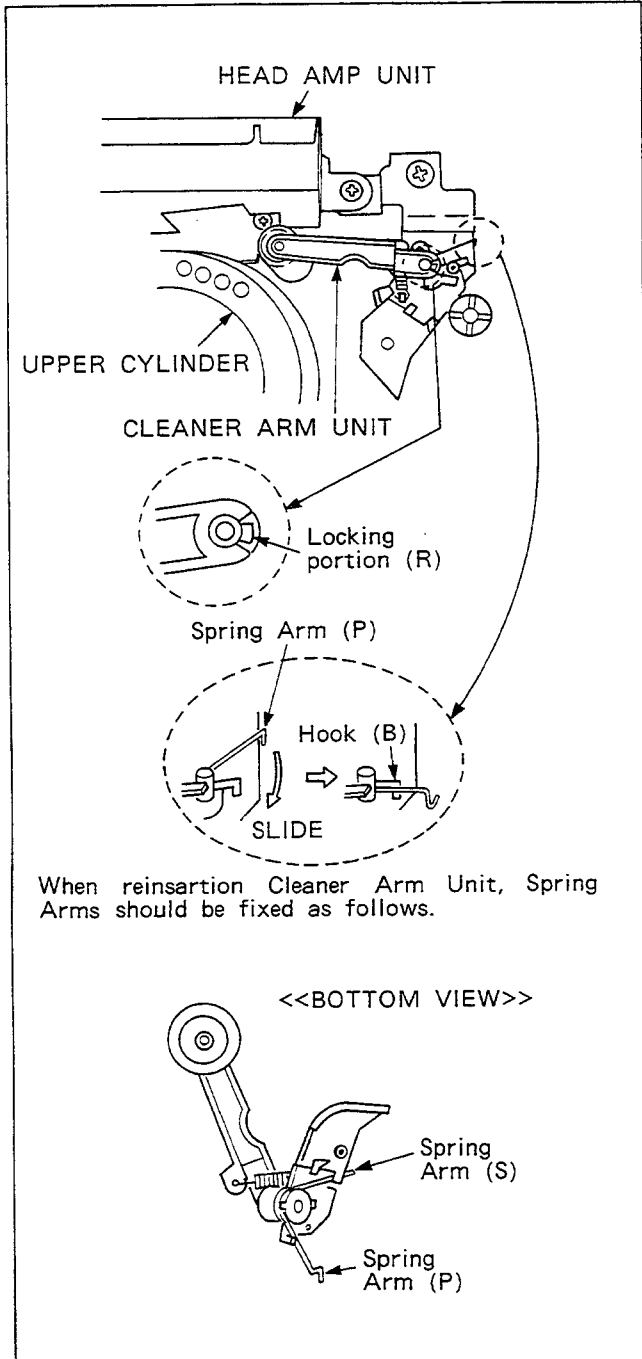 HEAD AMP UNIT
UPPER CYLINDER
CLEANER ARM UNIT
Locking
portion (R)
Spring Arm (P)
Hook (B)
SLIDE
When reinsartion Cleaner Arm Unit, Spring
Arms should be fixed as follows.
<<BOTTOM VIEW>>
Spring
Arm (S)
Spring
Arm (P)